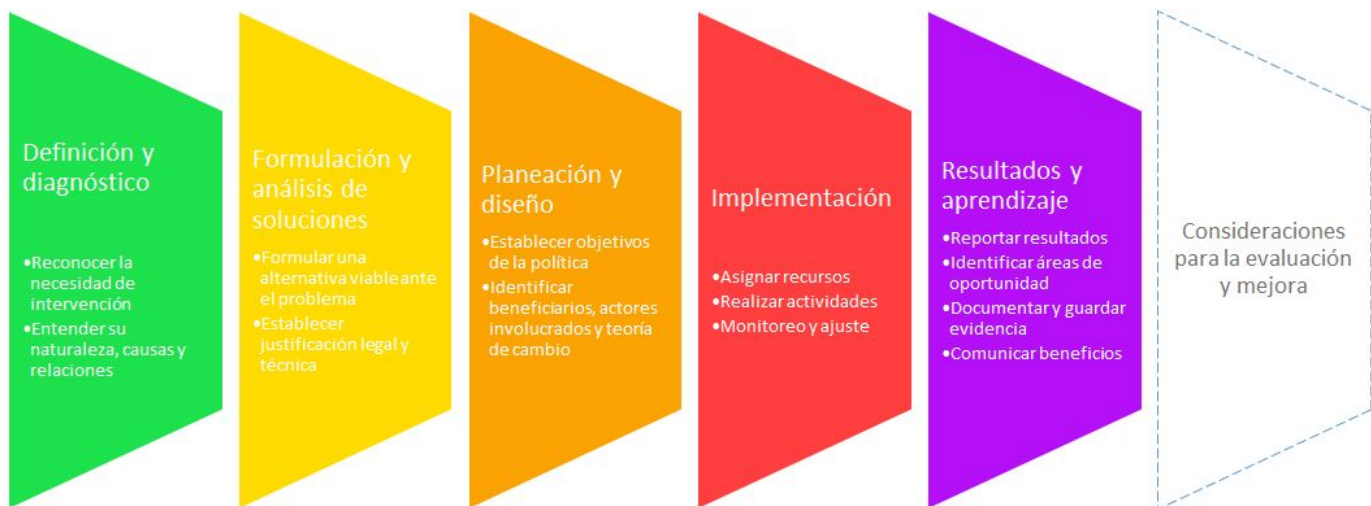 Definición y
diagnóstico
•Reconocer la
necesidad de
intervención
•Entender su
naturaleza, causas y
relaciones
Formulación y
análisis de
soluciones
•Formular una
alternativa viable ante
el problema
•Establecer
justificación legal y
técnica
Planeación y
diseño
•Establecer objetivos
de la política
•Identificar
beneficiarios, actores
involucrados y teoría
de cambio
Implementación
•Asignar recursos
•Realizar actividades
•Monitoreo y ajuste
Resultados y
aprendizaje
•Reportar resultados
•Identificar áreas de
oportunidad
•Documentar y guardar
evidencia
•Comunicar beneficios
Consideraciones
para la evaluación
y mejora